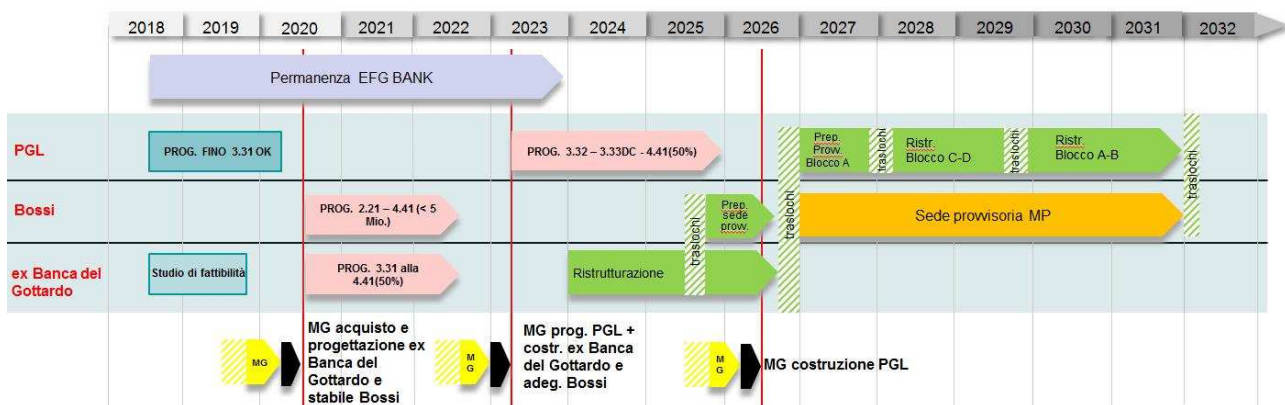 2018 2019 2020 2021 2022 2023 2024 2025 2026 2027 2028 2029 2030 2031 2032
Permanenza EFG BANK
PGL
PROG. FINO 3.31 OK
PROG. 3.32 – 3.33DC - 4.41(50%)
traslochi
Prep.
Prow.
Blocco A
traslochi
Ristr.
Blocco C-D
traslochi
Ristr.
Blocco A-B
traslochi
Bossi
PROG. 2.21 – 4.41 (< 5
Mio.)
traslochi
Prep.
sede
prow.
Sede provvisoria MP
ex Banca del
Gottardo
Studio di fattibilità
PROG. 3.31 alla
4.41(50%)
Ristrutturazione
MG
MG acquisto e
progettazione ex
Banca del
Gottardo e
stabile Bossi
M
G
MG prog. PGL +
costr. ex Banca
del Gottardo e
adeg. Bossi
M
G
MG costruzione PGL